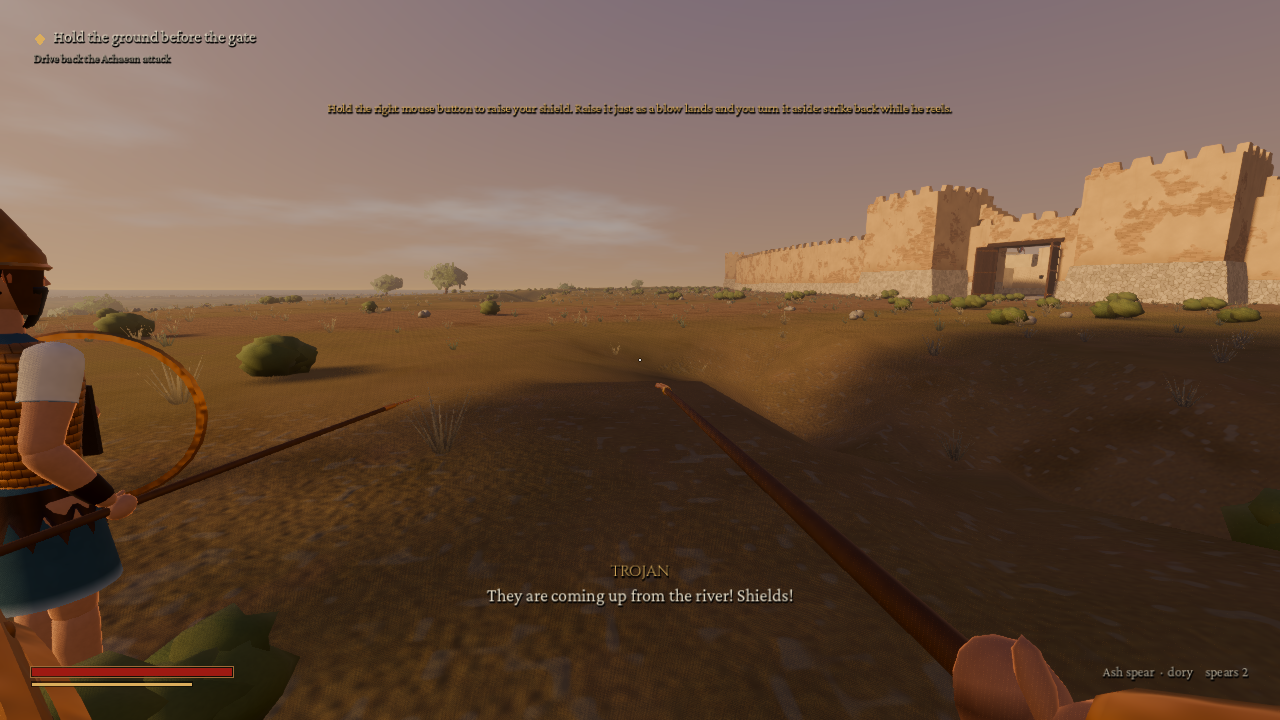 Hold the ground before the gate
Drive back the Achaean attack
Hold the right mouse button to raise your shield. Raise it just as a blow lands and you turn it aside: strike back while he reels.
TROJAN
They are coming up from the river! Shields!
Ash spear · dory spears 2